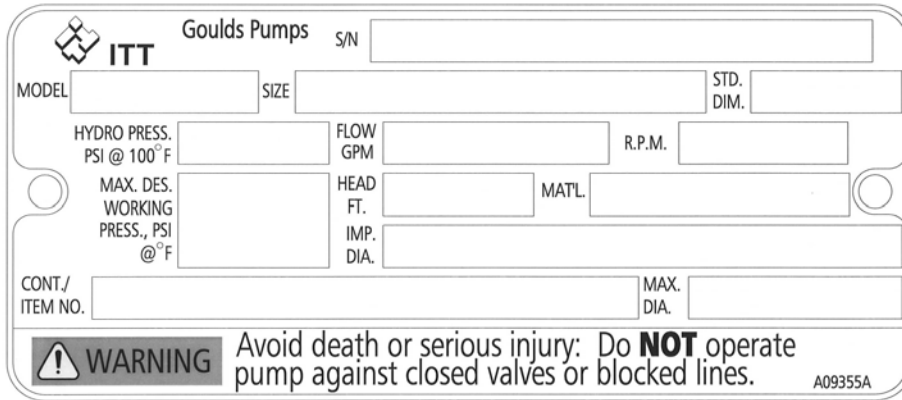 ITT Goulds Pumps S/N
MODEL SIZE STD. DIM.
HYDRO PRESS.
PSI @ 100°F
FLOW
GPM
R.P.M.
MAX. DES.
WORKING
PRESS., PSI
@°F
HEAD
FT.
MAT'L.
IMP.
DIA.
CONT./
ITEM NO.
MAX.
DIA.
WARNING
Avoid death or serious injury: Do NOT operate
pump against closed valves or blocked lines.
A09355A